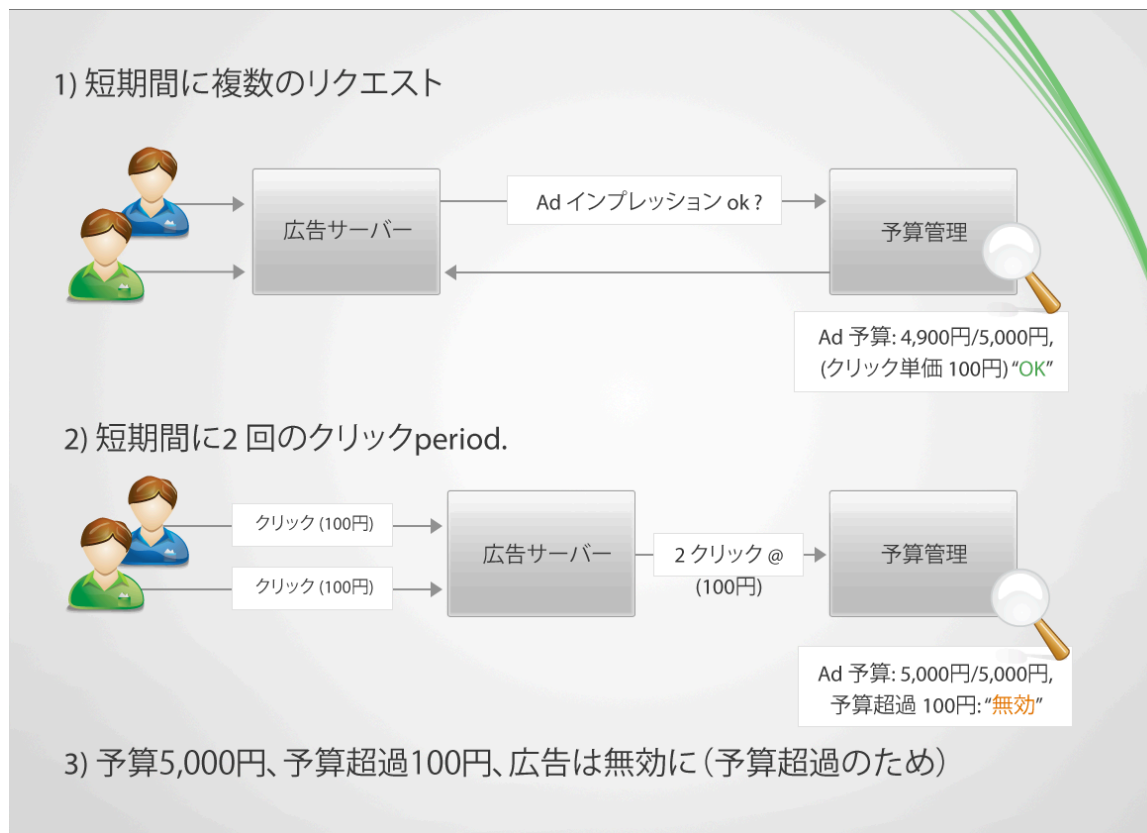 1) 短期間に複数のリクエスト
広告サーバー
Ad インプレッション ok ?
予算管理
Ad 予算: 4,900円/5,000円,
(クリック単価 100円) “OK”
2) 短期間に2 回のクリックperiod.
クリック (100円)
クリック (100円)
広告サーバー
2 クリック @
(100円)
予算管理
Ad 予算: 5,000円/5,000円,
予算超過 100円: “無効”
3) 予算5,000円、予算超過100円、広告は無効に（予算超過のため）